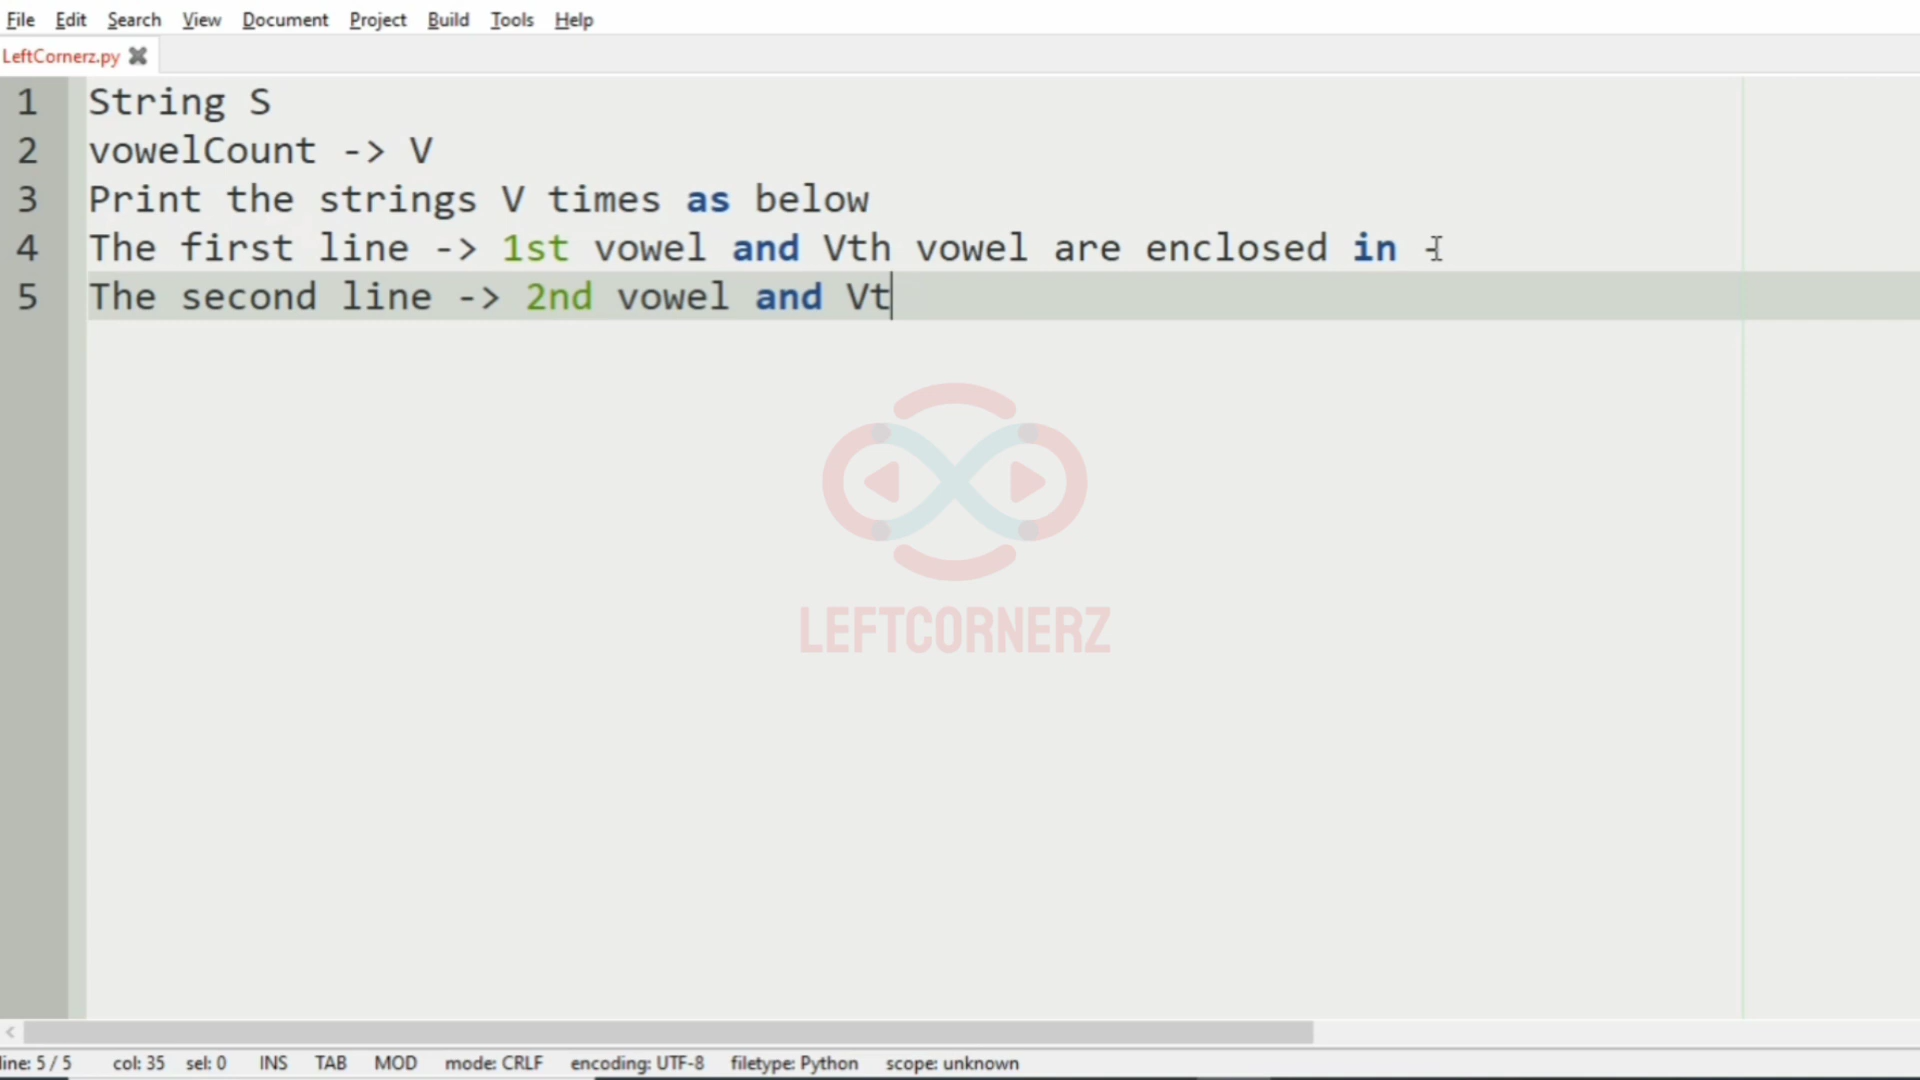 File Edit Search View Document Project Build Tools Help
LeftCornerz.py
1 String S
2 vowelCount -> V
3 Print the strings V times as below
4 The first line -> 1st vowel and Vth vowel are enclosed in -
5 The second line -> 2nd vowel and Vt
LEFTCORNERZ
line: 5 / 5 col: 35 sel: 0 INS TAB MOD mode: CRLF encoding: UTF-8 filetype: Python scope: unknown